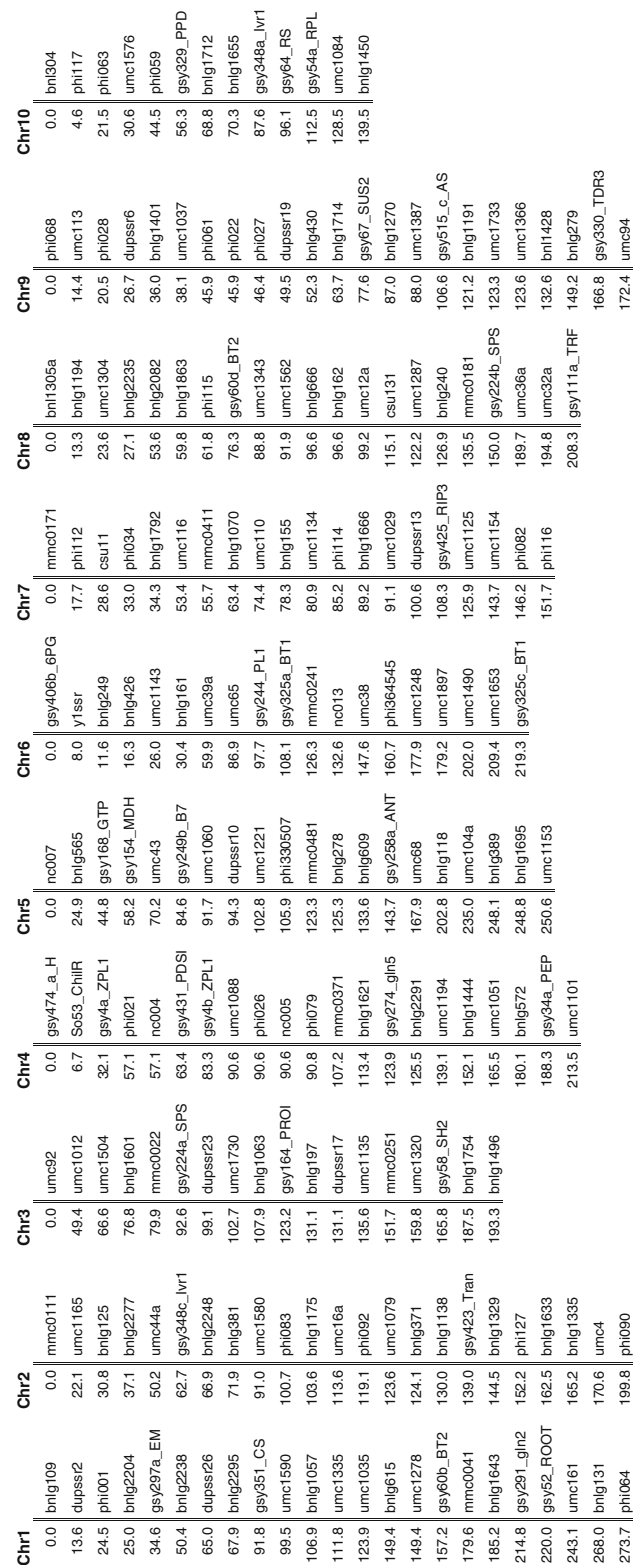 Chr1
0.0 bnlg109
13.6 dupssr2
24.5 phi001
25.0 bnlg2204
34.6 gsy297a_EM
50.4 bnlg2238
65.0 dupssr26
67.9 bnlg2295
91.8 gsy351_CS
99.5 umc1590
106.9 bnlg1057
111.8 umc1335
123.9 umc1035
149.4 bnlg615
149.4 umc1278
157.2 gsy60b_BT2
179.6 mmc0041
185.2 bnlg1643
214.8 gsy291_gln2
220.0 gsy52_ROOT
243.1 umc161
268.0 bnlg131
273.7 phi064
Chr2
0.0 mmc0111
22.1 umc1165
30.8 bnlg125
37.1 bnlg2277
50.2 umc44a
62.7 gsy348c_Ivr1
66.9 bnlg2248
71.9 bnlg381
91.0 umc1580
100.7 phi083
103.6 bnlg1175
113.6 umc16a
119.1 phi092
123.6 umc1079
124.1 bnlg371
130.0 bnlg1138
139.0 gsy423_Tran
144.5 bnlg1329
152.2 phi127
162.5 bnlg1633
165.2 bnlg1335
170.6 umc4
199.8 phi090
Chr3
0.0 umc92
49.4 umc1012
66.6 umc1504
76.8 bnlg1601
79.9 mmc0022
92.6 gsy224a_SPS
99.1 dupssr23
102.7 umc1730
107.9 bnlg1063
123.2 gsy164_PROI
131.1 bnlg197
131.1 dupssr17
135.6 umc1135
151.7 mmc0251
159.8 umc1320
165.8 gsy58_SH2
187.5 bnlg1754
193.3 bnlg1496
Chr4
0.0 gsy474_a_H
6.7 So53_ChilR
32.1 gsy4a_ZPL1
57.1 phi021
57.1 nc004
63.4 gsy431_PDSI
83.3 gsy4b_ZPL1
90.6 umc1088
90.6 phi026
90.6 nc005
90.8 phi079
107.2 mmc0371
113.4 bnlg1621
123.9 gsy274_gln5
125.5 bnlg2291
139.1 umc1194
152.1 bnlg1444
165.5 umc1051
180.1 bnlg572
188.3 gsy34a_PEP
213.5 umc1101
Chr5
0.0 nc007
24.9 bnlg565
44.8 gsy168_GTP
58.2 gsy154_MDH
70.2 umc43
84.6 gsy249b_B7
91.7 umc1060
94.3 dupssr10
102.8 umc1221
105.9 phi330507
123.3 mmc0481
125.3 bnlg278
133.6 bnlg609
143.7 gsy258a_ANT
167.9 umc68
202.8 bnlg118
235.0 umc104a
248.1 bnlg389
248.8 bnlg1695
250.6 umc1153
Chr6
0.0 gsy406b_6PG
8.0 y1ssr
11.6 bnlg249
16.3 bnlg426
26.0 umc1143
30.4 bnlg161
59.9 umc39a
86.9 umc65
97.7 gsy244_PL1
108.1 gsy325a_BT1
126.3 mmc0241
132.6 nc013
147.6 umc38
160.7 phi364545
177.9 umc1248
179.2 umc1897
202.0 umc1490
209.4 umc1653
219.3 gsy325c_BT1
Chr7
0.0 mmc0171
17.7 phi112
28.6 csu11
33.0 phi034
34.3 bnlg1792
53.4 umc116
55.7 mmc0411
63.4 bnlg1070
74.4 umc110
78.3 bnlg155
80.9 umc1134
85.2 phi114
89.2 bnlg1666
91.1 umc1029
100.6 dupssr13
108.3 gsy425_RIP3
125.9 umc1125
143.7 umc1154
146.2 phi082
151.7 phi116
Chr8
0.0 bnl1305a
13.3 bnlg1194
23.6 umc1304
27.1 bnlg2235
53.6 bnlg2082
59.8 bnlg1863
61.8 phi115
76.3 gsy60d_BT2
88.8 umc1343
91.9 umc1562
96.6 bnlg666
96.6 bnlg162
99.2 umc12a
115.1 csu131
122.2 umc1287
126.9 bnlg240
135.5 mmc0181
150.0 gsy224b_SPS
189.7 umc36a
194.8 umc32a
208.3 gsy111a_TRF
Chr9
0.0 phi068
14.4 umc113
20.5 phi028
26.7 dupssr6
36.0 bnlg1401
38.1 umc1037
45.9 phi061
45.9 phi022
46.4 phi027
49.5 dupssr19
52.3 bnlg430
63.7 bnlg1714
77.6 gsy67_SUS2
87.0 bnlg1270
88.0 umc1387
106.6 gsy515_c_AS
121.2 bnlg1191
123.3 umc1733
123.6 umc1366
132.6 bnl1428
149.2 bnlg279
166.8 gsy330_TDR3
172.4 umc94
Chr10
0.0 bnl304
4.6 phi117
21.5 phi063
30.6 umc1576
44.5 phi059
56.3 gsy329_PPD
68.8 bnlg1712
70.3 bnlg1655
87.6 gsy348a_Ivr1
96.1 gsy64_RS
112.5 gsy54a_RPL
128.5 umc1084
139.5 bnlg1450